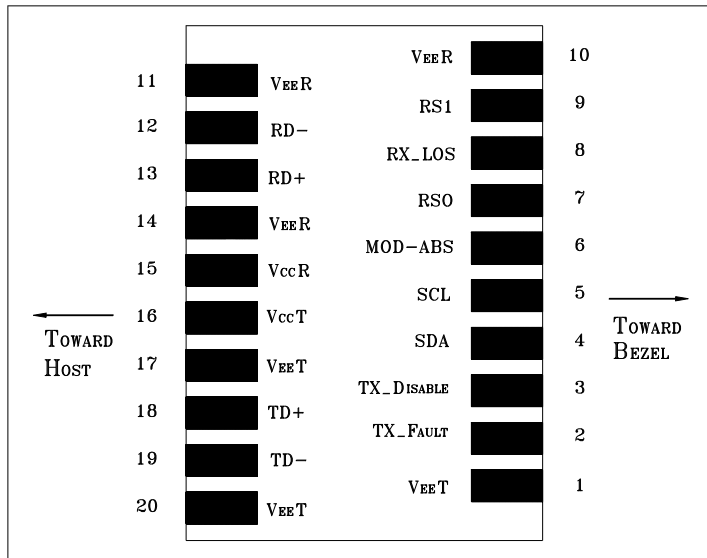 VEER 10
11 VEER
RS1 9
12 RD-
RX_LOS 8
13 RD+
RS0 7
14 VEER
MOD-ABS 6
15 VCCR
SCL 5
16 VCCT
TOWARD HOST
TOWARD BEZEL
SDA 4
17 VEET
TX_DISABLE 3
18 TD+
TX_FAULT 2
19 TD-
VEET 1
20 VEET